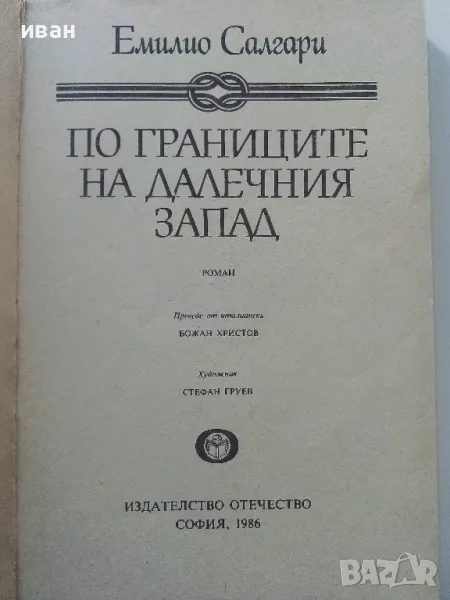 иван
Емилио Салгари
ПО ГРАНИЦИТЕ
НА ДАЛЕЧНИЯ
ЗАПАД
РОМАН
Преведе от италиански
БОЖАН ХРИСТОВ
Художник
СТЕФАН ГРУЕВ
ИЗДАТЕЛСТВО ОТЕЧЕСТВО
СОФИЯ, 1986
BAZAR